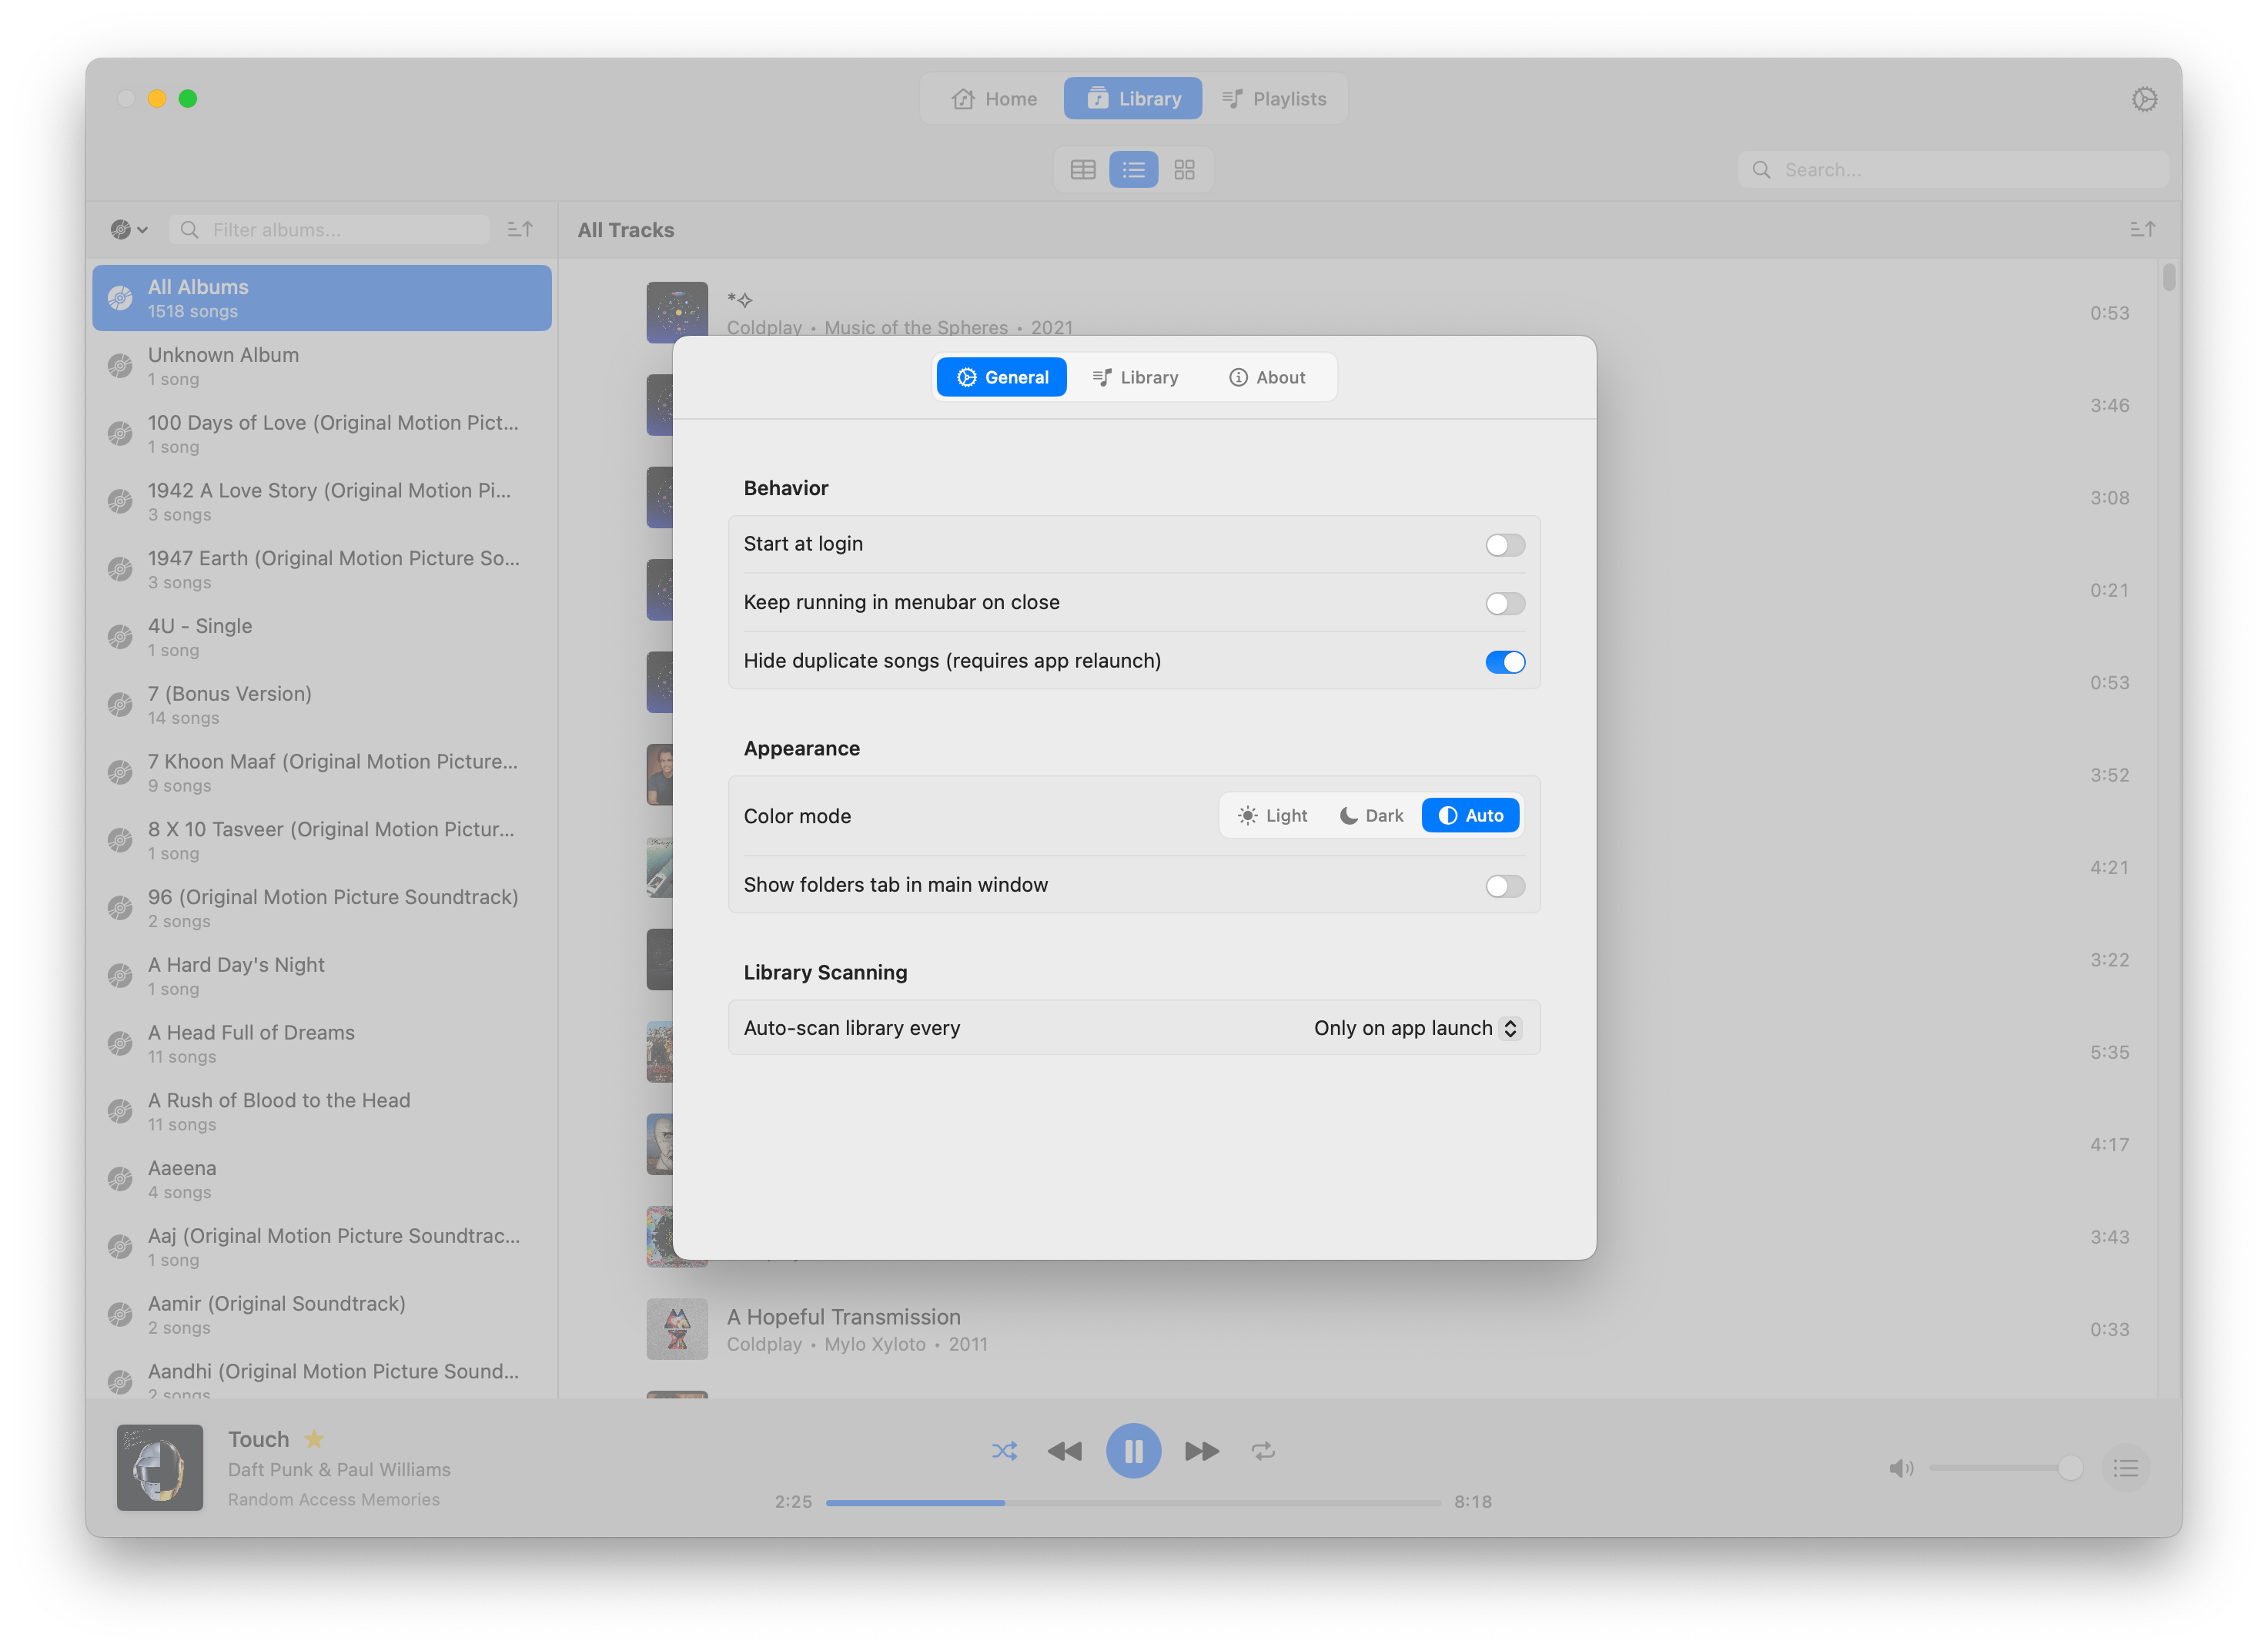 Home
Library
Playlists
Search...
Filter albums...
All Tracks
All Albums
1518 songs
Unknown Album
1 song
100 Days of Love (Original Motion Pict...
1 song
1942 A Love Story (Original Motion Pi...
3 songs
1947 Earth (Original Motion Picture So...
3 songs
4U - Single
1 song
7 (Bonus Version)
14 songs
7 Khoon Maaf (Original Motion Picture...
9 songs
8 X 10 Tasveer (Original Motion Pictur...
1 song
96 (Original Motion Picture Soundtrack)
2 songs
A Hard Day's Night
1 song
A Head Full of Dreams
11 songs
A Rush of Blood to the Head
11 songs
Aaeena
4 songs
Aaj (Original Motion Picture Soundtrac...
1 song
Aamir (Original Soundtrack)
2 songs
Aandhi (Original Motion Picture Sound...
2 songs
*✧
Coldplay • Music of the Spheres • 2021
0:53
3:46
3:08
0:21
0:53
3:52
4:21
3:22
5:35
4:17
3:43
A Hopeful Transmission
Coldplay • Mylo Xyloto • 2011
0:33
General
Library
About
Behavior
Start at login
Keep running in menubar on close
Hide duplicate songs (requires app relaunch)
Appearance
Color mode
Light
Dark
Auto
Show folders tab in main window
Library Scanning
Auto-scan library every
Only on app launch
Touch
Daft Punk & Paul Williams
Random Access Memories
2:25
8:18